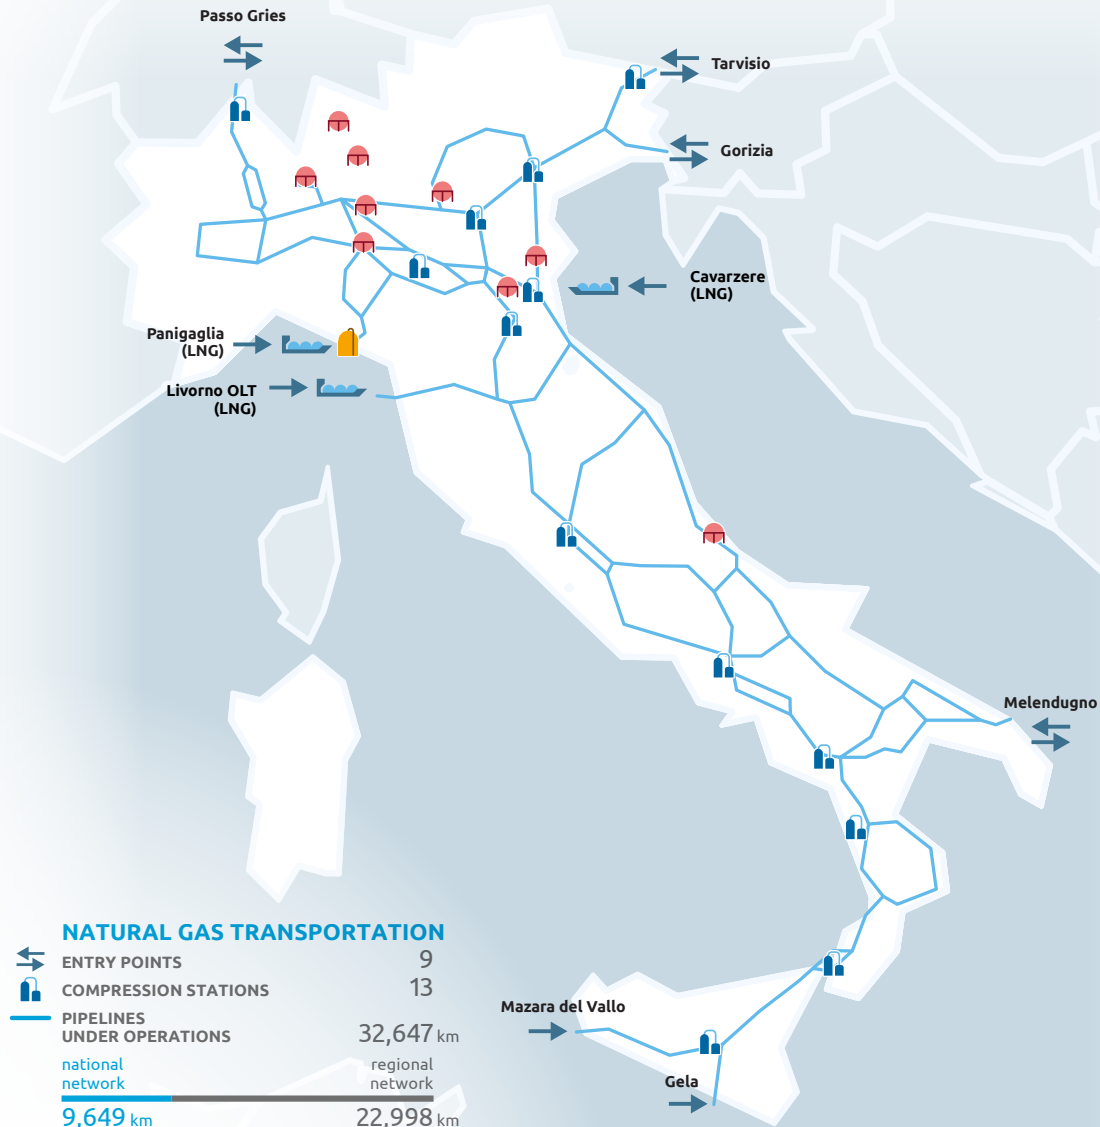 Passo Gries
Tarvisio
Gorizia
Cavarzere
(LNG)
Panigaglia
(LNG)
Livorno OLT
(LNG)
Melendugno
NATURAL GAS TRANSPORTATION
ENTRY POINTS 9
COMPRESSION STATIONS 13
PIPELINES
UNDER OPERATIONS 32,647 km
national regional
network network
9,649 km 22,998 km
Mazara del Vallo
Gela